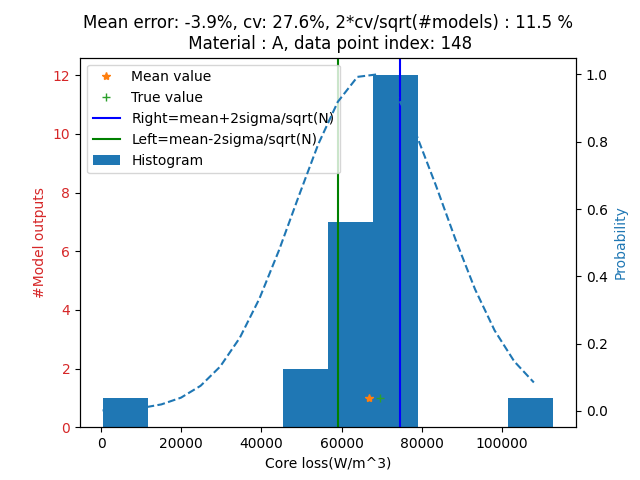 Mean error: -3.9%, cv: 27.6%, 2*cv/sqrt(#models) : 11.5 %
Material : A, data point index: 148
Mean value
True value
Right=mean+2sigma/sqrt(N)
Left=mean-2sigma/sqrt(N)
Histogram
#Model outputs
12
10
8
6
4
2
0
Probability
1.0
0.8
0.6
0.4
0.2
0.0
0 20000 40000 60000 80000 100000
Core loss(W/m^3)